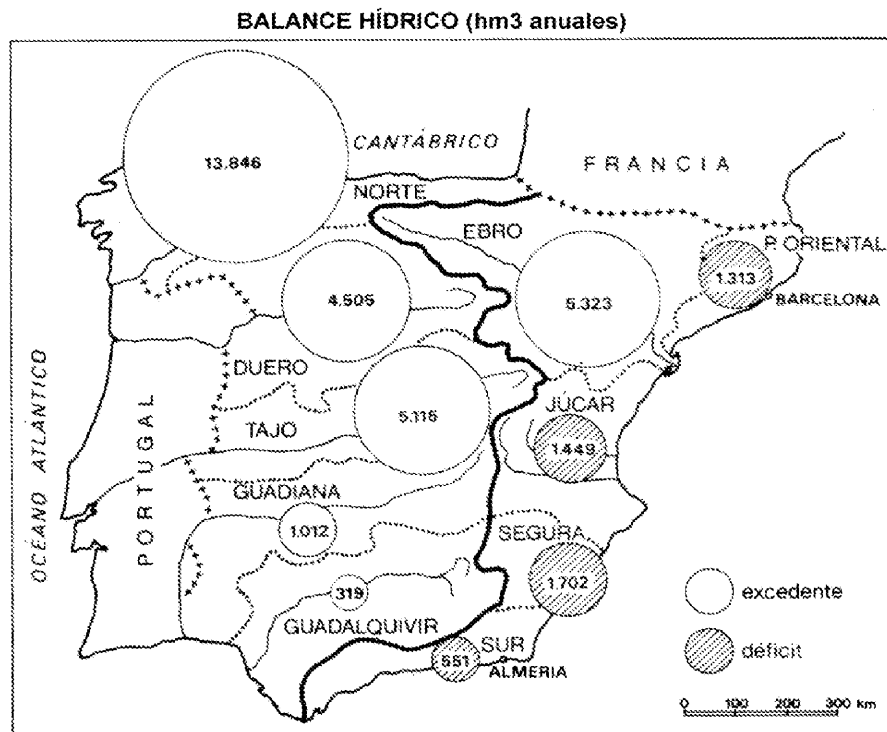 BALANCE HÍDRICO (hm3 anuales)
CANTÁBRICO
13.846
FRANCIA
NORTE
EBRO
P. ORIENTAL
1.313
BARCELONA
4.505
5.323
DUERO
OCÉANO ATLÁNTICO
PORTUGAL
TAJO
5.115
JÚCAR
1.449
GUADIANA
1.012
SEGURA
1.702
319
GUADALQUIVIR
SUR
551
ALMERIA
excedente
déficit
0 100 200 300 km